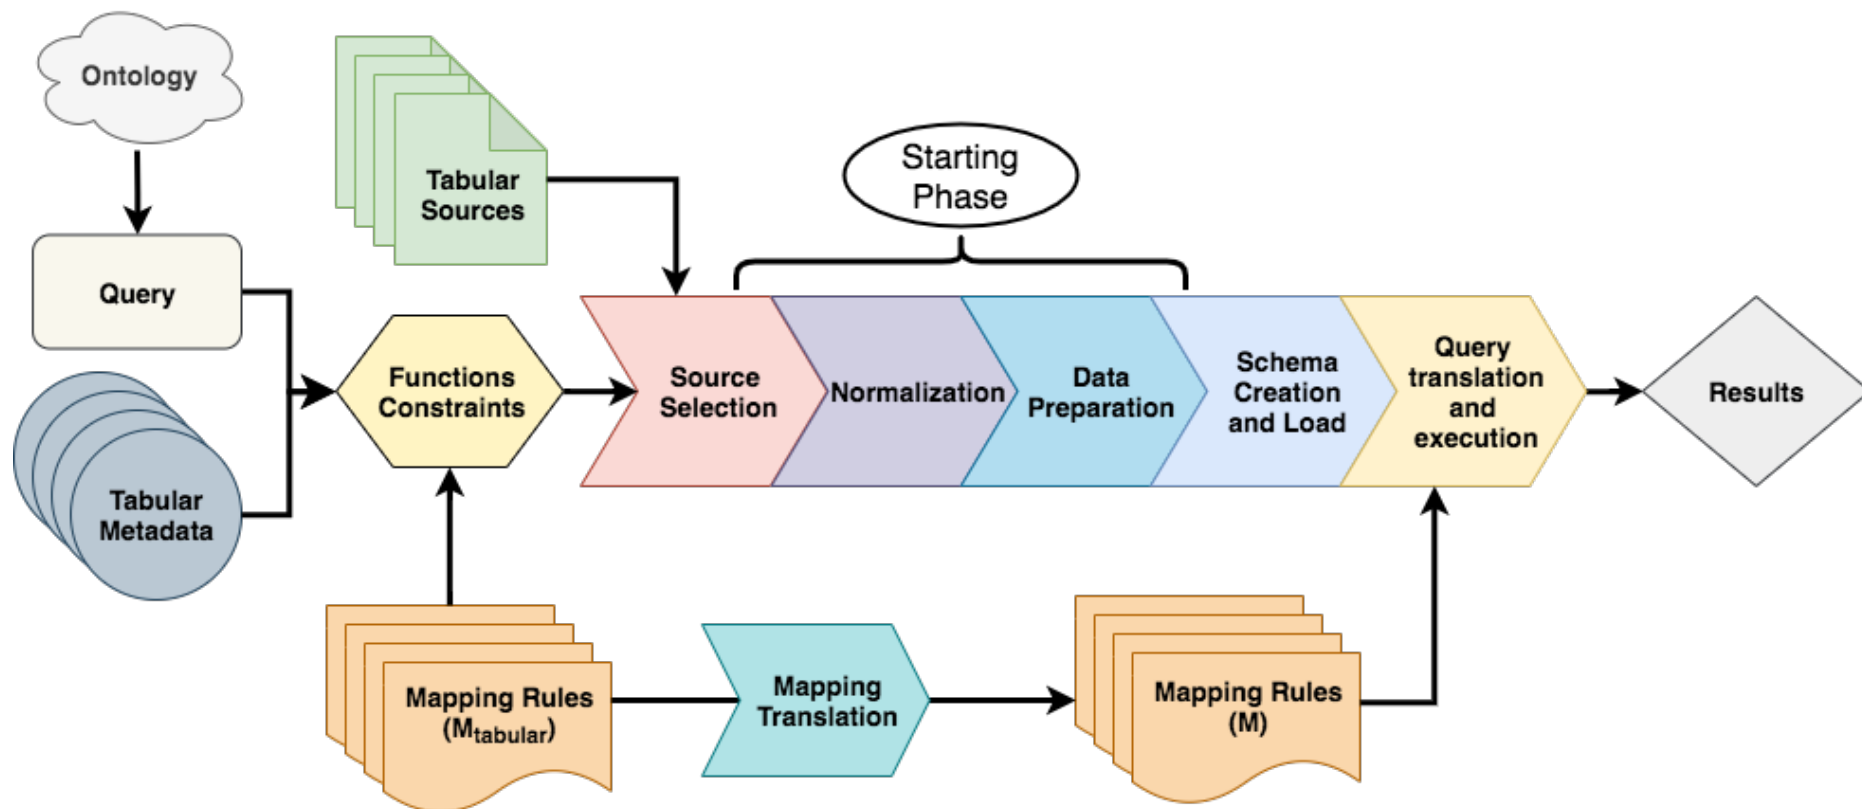 Ontology
Tabular
Sources
Starting
Phase
Query
Functions
Constraints
Source
Selection
Normalization
Data
Preparation
Schema
Creation
and Load
Query
translation
and
execution
Results
Tabular
Metadata
Mapping Rules
(Mtabular)
Mapping
Translation
Mapping Rules
(M)